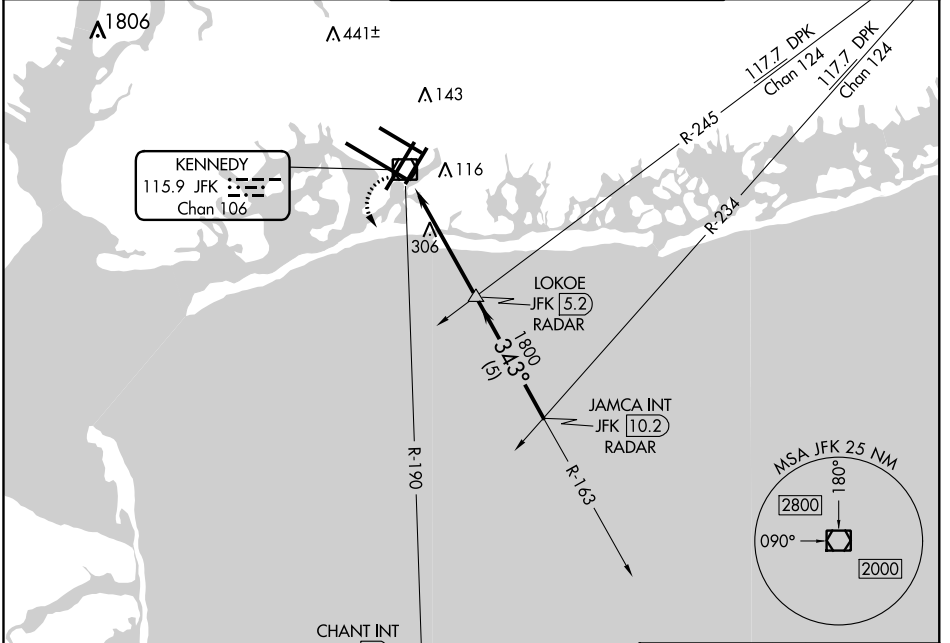 1806
441±
143
117.7 DPK
Chan 124
117.7 DPK
Chan 124
R-245
KENNEDY
115.9 JFK
Chan 106
116
R-234
306
LOKOE
JFK 5.2
RADAR
1800
343°
(5)
JAMCA INT
JFK 10.2
RADAR
R-190
R-163
MSA JFK 25 NM
180°
2800
090°
2000
CHANT INT